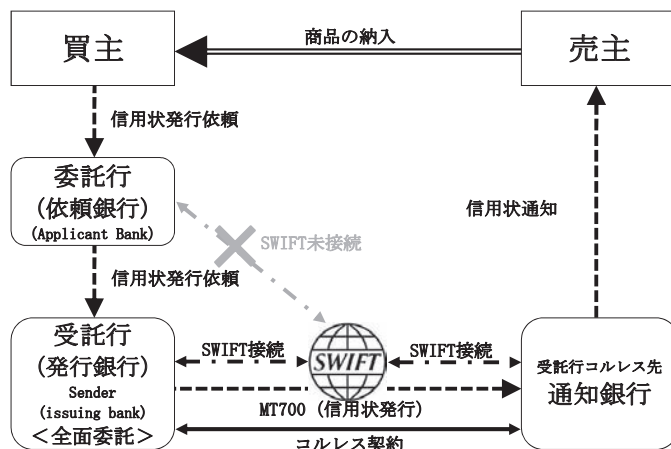 買主
商品の納入
売主
信用状発行依頼
委託行
(依頼銀行)
(Applicant Bank)
SWIFT未接続
信用状通知
信用状発行依頼
受託行
(発行銀行)
Sender
(issuing bank)
＜全面委託＞
SWIFT接続
SWIFT
SWIFT接続
受託行コルレス先
通知銀行
MT700（信用状発行）
コルレス契約